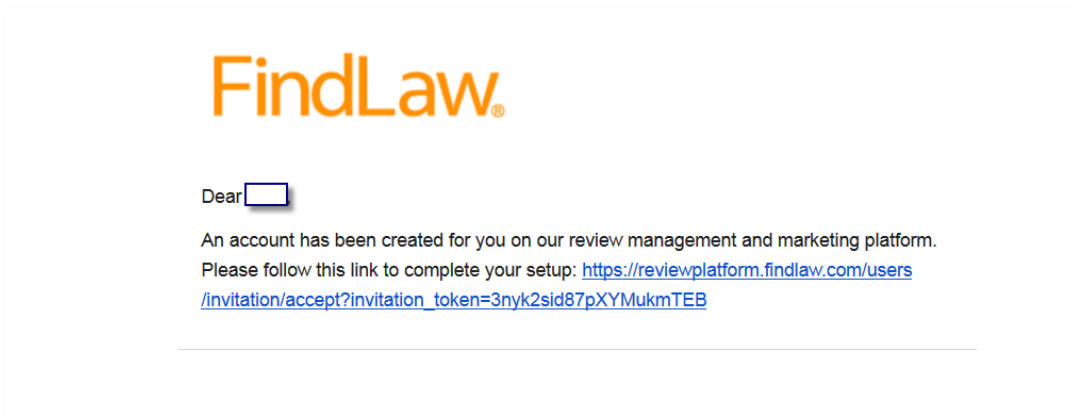 FindLaw®
Dear
An account has been created for you on our review management and marketing platform.
Please follow this link to complete your setup: https://reviewplatform.findlaw.com/users
/invitation/accept?invitation_token=3nyk2sid87pXYMukmTEB